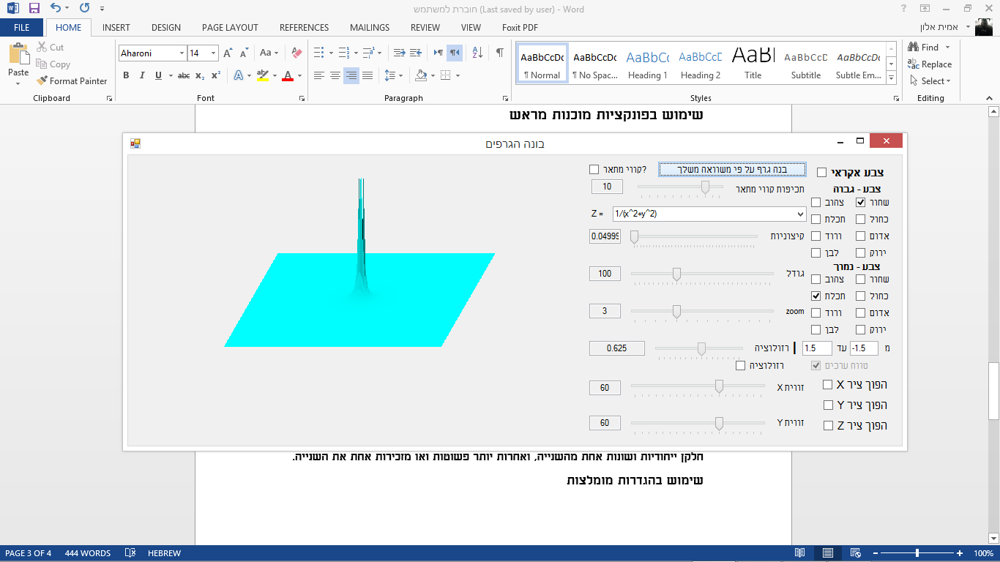 חוברת למשתמש (Last saved by user) - Word
FILE HOME INSERT DESIGN PAGE LAYOUT REFERENCES MAILINGS REVIEW VIEW Foxit PDF
אמית אלון
Paste
Cut
Copy
Format Painter
Clipboard
Aharoni 14
Font
Paragraph
AaBbCcDc AaBbCcDc AaBbCc AaBbCcD AaBl AaBbCcD AaBbCcDc
¶ Normal ¶ No Spac... Heading 1 Heading 2 Title Subtitle Subtle Em...
Styles
Find
Replace
Select
Editing
שימוש בפונקציות מוכנות מראש
בונה הגרפים
צבע אקראי
בנה גרף על פי משוואה משלך
קווי מתאר?
תכיפות קווי מתאר 10
Z = 1/(x^2+y^2)
קיצוניות 0.04999
גודל 100
zoom 3
רזולוציה 0.625
רזולוציה
זווית X 60
זווית Y 60
צבע - גבוה
שחור צהוב
כחול תכלת
אדום ורוד
ירוק לבן
צבע - נמוך
שחור צהוב
כחול תכלת
אדום ורוד
ירוק לבן
מ -1.5 עד 1.5
טווח ערכים
הפוך ציר X
הפוך ציר Y
הפוך ציר Z
חלקן ייחודיות ושונות אחת מהשנייה, ואחרות יותר פשוטות ואו מזכירות אחת את השנייה.
שימוש בהגדרות מומלצות
PAGE 3 OF 4 444 WORDS HEBREW 100%